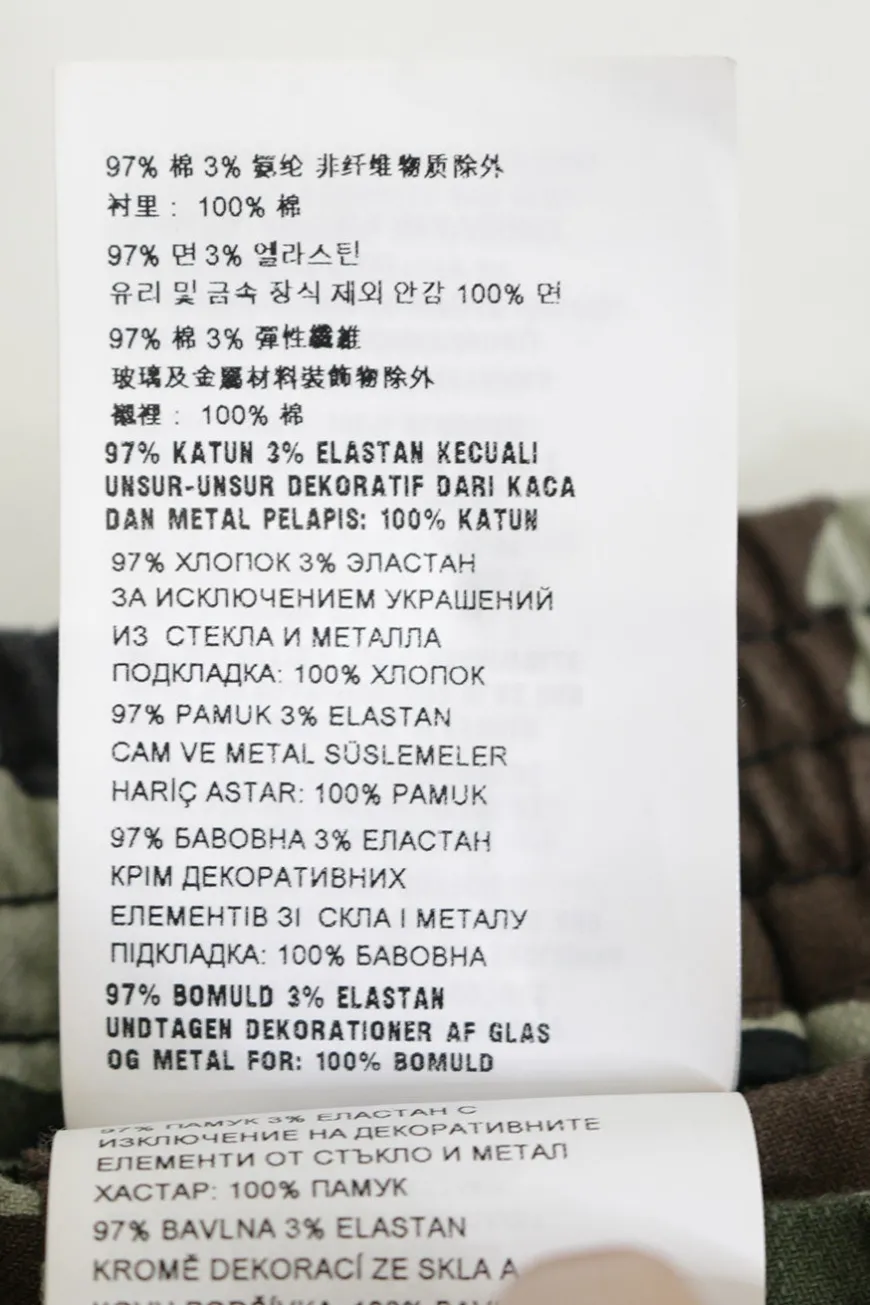 97% 棉 3% 氨纶 非纤维物质除外
衬里： 100% 棉
97% 면 3% 엘라스틴
유리 및 금속 장식 제외 안감 100% 면
97% 棉 3% 彈性纖維
玻璃及金屬材料裝飾物除外
襯裡： 100% 棉
97% KATUN 3% ELASTAN KECUALI
UNSUR-UNSUR DEKORATIF DARI KACA
DAN METAL PELAPIS: 100% KATUN
97% ХЛОПОК 3% ЭЛАСТАН
ЗА ИСКЛЮЧЕНИЕМ УКРАШЕНИЙ
ИЗ СТЕКЛА И МЕТАЛЛА
ПОДКЛАДКА: 100% ХЛОПОК
97% PAMUK 3% ELASTAN
CAM VE METAL SÜSLEMELER
HARİÇ ASTAR: 100% PAMUK
97% БАВОВНА 3% ЕЛАСТАН
КРІМ ДЕКОРАТИВНИХ
ЕЛЕМЕНТІВ ЗІ СКЛА І МЕТАЛУ
ПІДКЛАДКА: 100% БАВОВНА
97% BOMULD 3% ELASTAN
UNDTAGEN DEKORATIONER AF GLAS
OG METAL FOR: 100% BOMULD
97% ПАМУК 3% ЕЛАСТАН С
ИЗКЛЮЧЕНИЕ НА ДЕКОРАТИВНИТЕ
ЕЛЕМЕНТИ ОТ СТЪКЛО И МЕТАЛ
ХАСТАР: 100% ПАМУК
97% BAVLNA 3% ELASTAN
KROMĚ DEKORACÍ ZE SKLA A